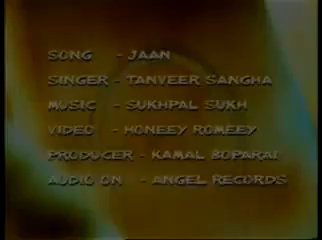 SONG - JAAN
SINGER - TANVEER SANGHA
MUSIC - SUKHPAL SUKH
VIDEO - HONEEY ROMEEY
PRODUCER - KAMAL BOPARAI
AUDIO ON - ANGEL RECORDS